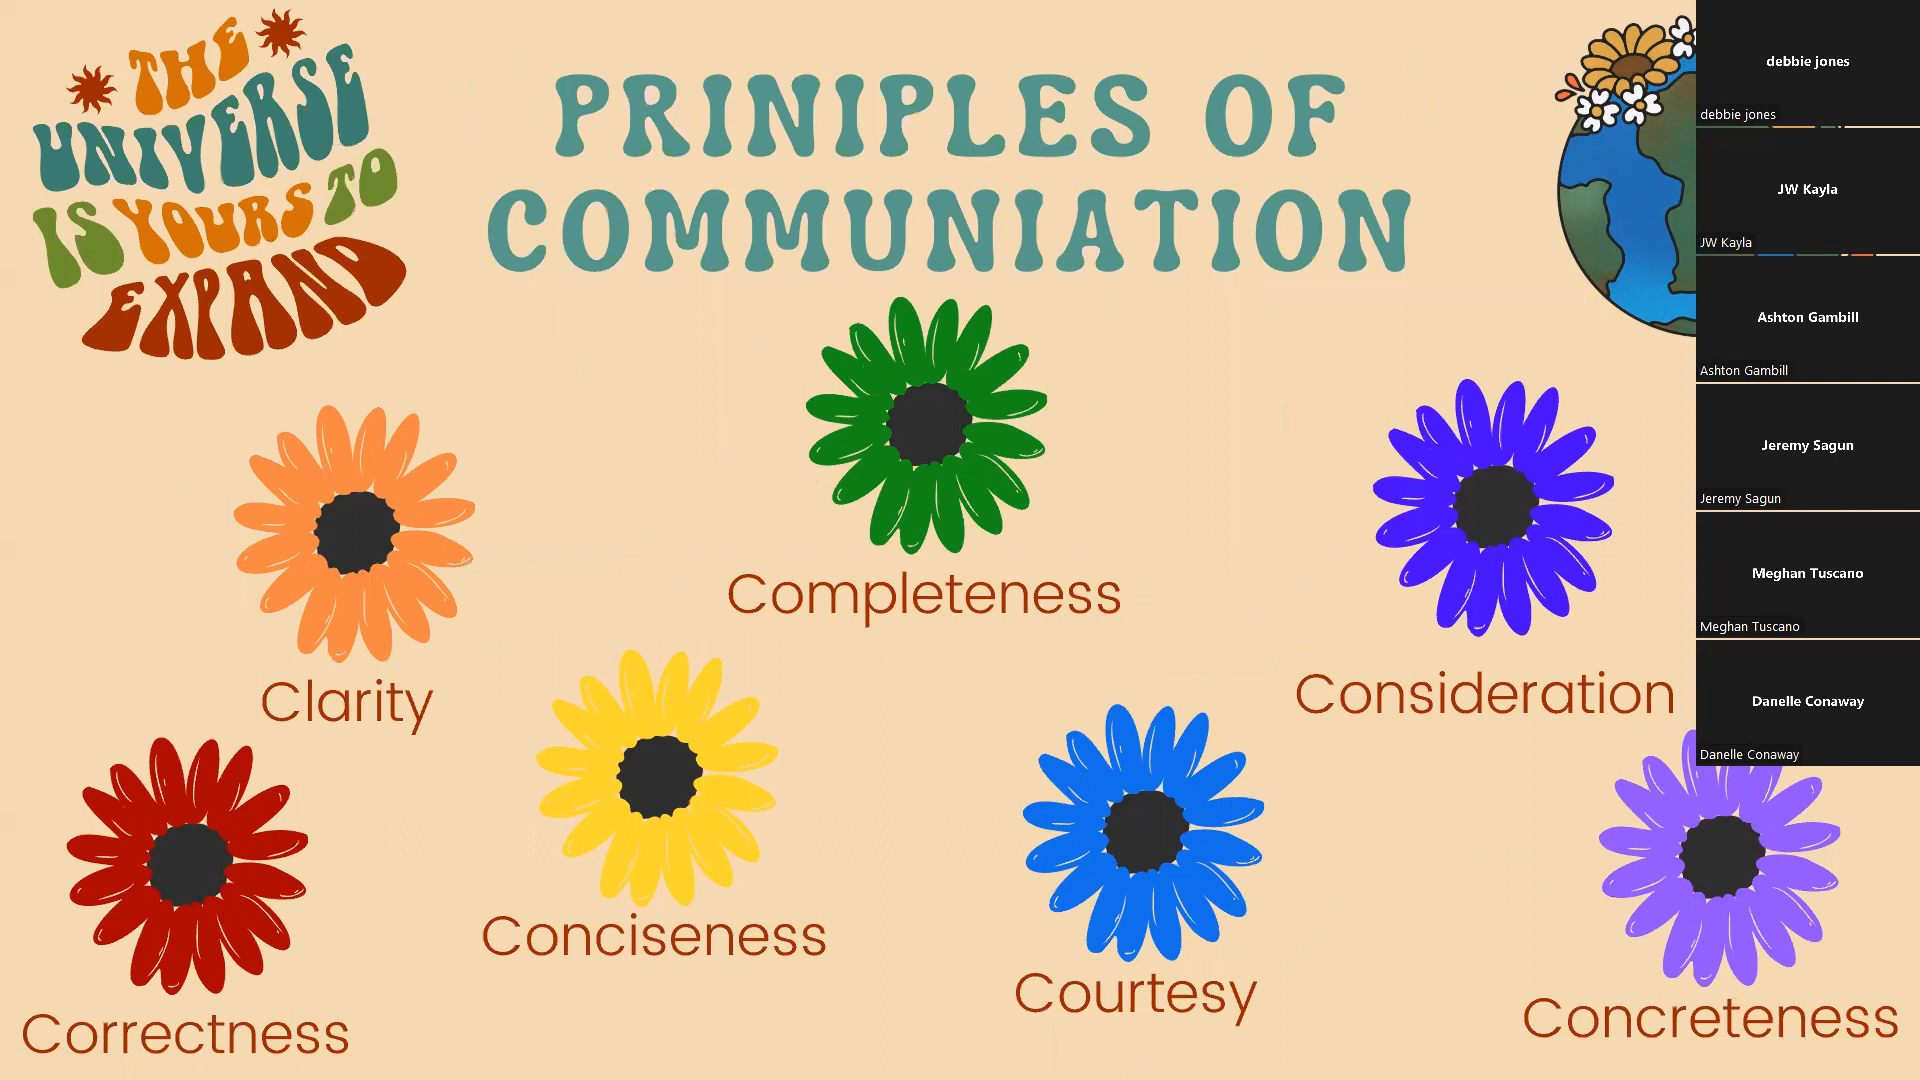 THE
UNIVERSE
IS YOURS TO
EXPAND
PRINIPLES OF
COMMUNIATION
Clarity
Completeness
Consideration
Correctness
Conciseness
Courtesy
Concreteness
debbie jones
debbie jones
JW Kayla
JW Kayla
Ashton Gambill
Ashton Gambill
Jeremy Sagun
Jeremy Sagun
Meghan Tuscano
Meghan Tuscano
Danelle Conaway
Danelle Conaway